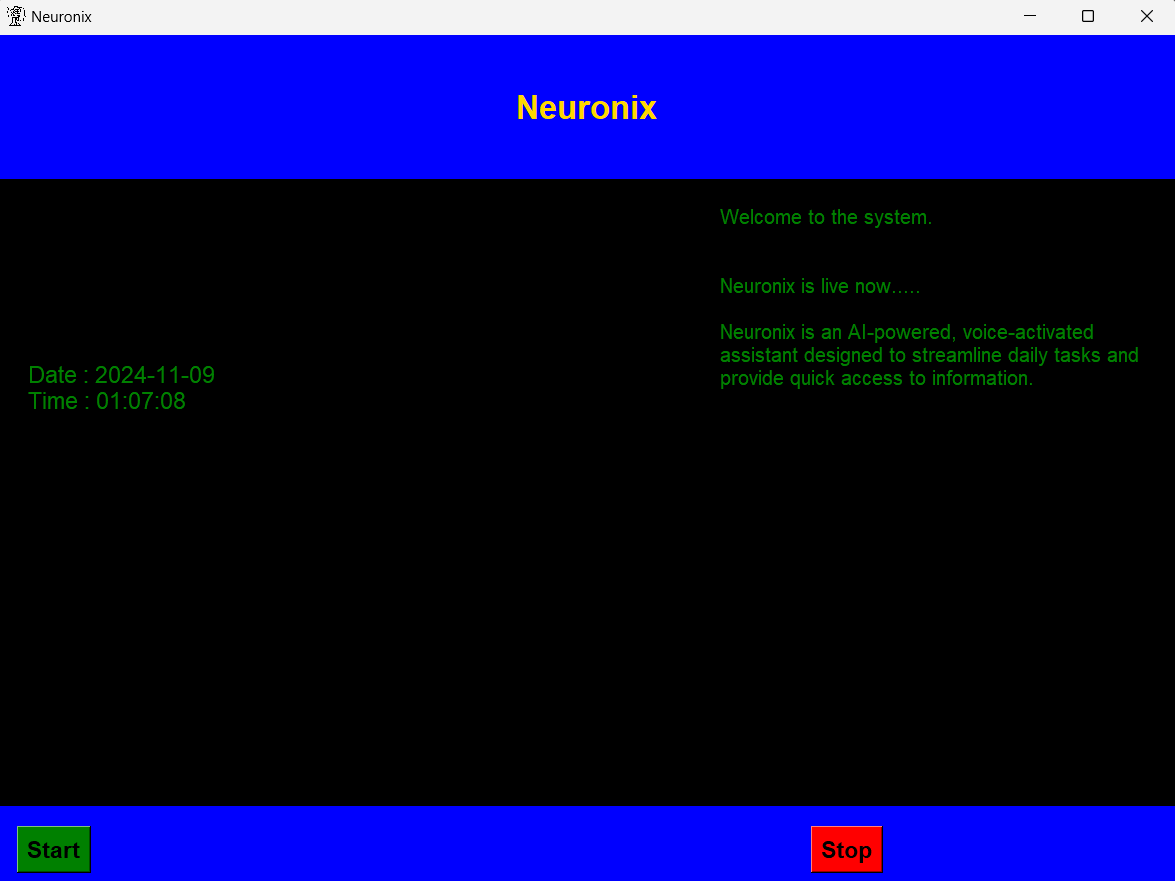 Neuronix
Neuronix
Welcome to the system.
Neuronix is live now.....
Neuronix is an AI-powered, voice-activated
assistant designed to streamline daily tasks and
provide quick access to information.
Date : 2024-11-09
Time : 01:07:08
Start
Stop